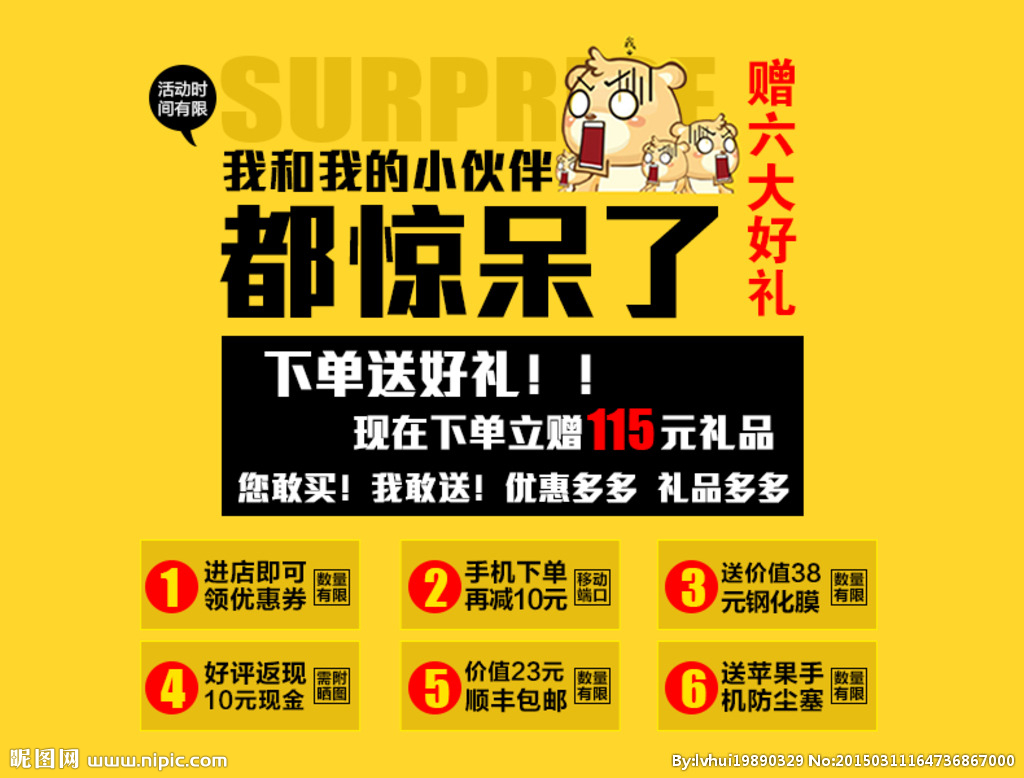 我
SURPRISE
活动时
间有限
我和我的小伙伴
都惊呆了
赠六大好礼
下单送好礼！！
现在下单立赠115元礼品
您敢买！我敢送！优惠多多 礼品多多
1 进店即可领优惠券 数量有限
2 手机下单再减10元 移动端口
3 送价值38元钢化膜 数量有限
4 好评返现10元现金 需附晒图
5 价值23元顺丰包邮 数量有限
6 送苹果手机防尘塞 数量有限
昵图网 www.nipic.com
By:lvhui19890329 No:20150311164736867000